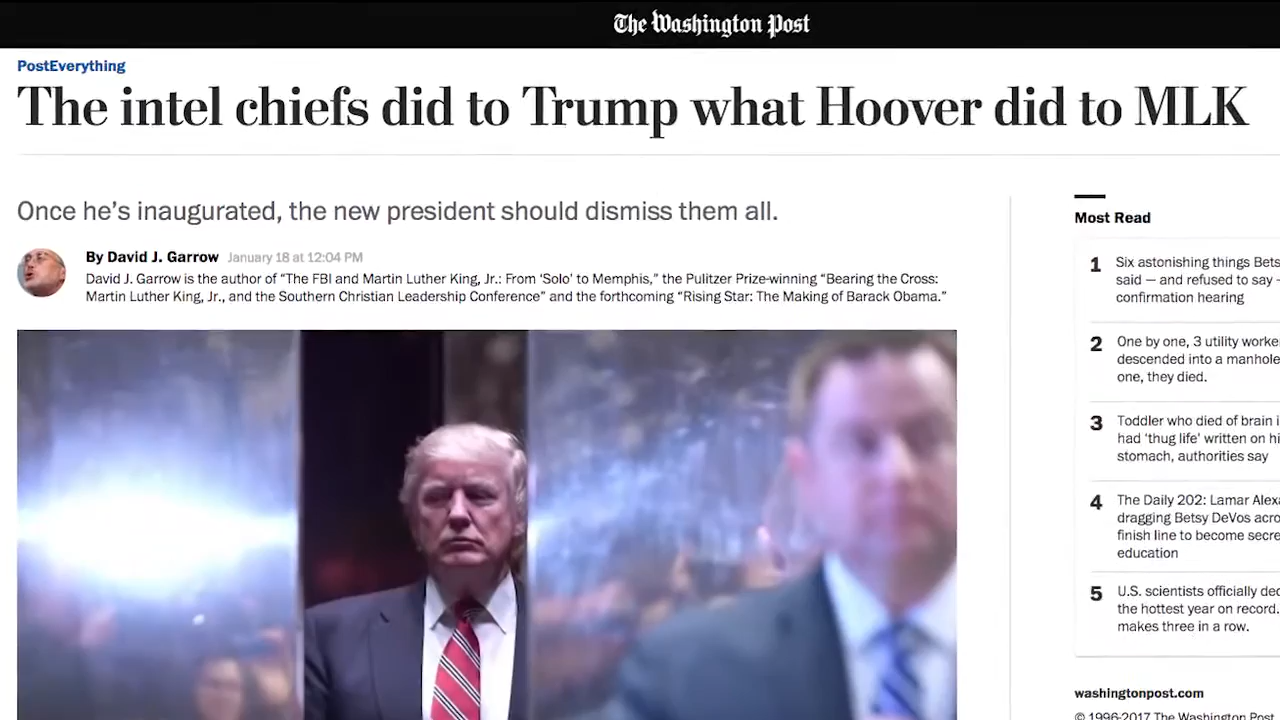 The Washington Post
PostEverything
The intel chiefs did to Trump what Hoover did to MLK
Once he's inaugurated, the new president should dismiss them all.
By David J. Garrow January 18 at 12:04 PM
David J. Garrow is the author of "The FBI and Martin Luther King, Jr.: From 'Solo' to Memphis," the Pulitzer Prize-winning "Bearing the Cross:
Martin Luther King, Jr., and the Southern Christian Leadership Conference" and the forthcoming "Rising Star: The Making of Barack Obama."
Most Read
1 Six astonishing things Bets
said — and refused to say -
confirmation hearing
2 One by one, 3 utility worke
descended into a manhole
one, they died.
3 Toddler who died of brain i
had 'thug life' written on hi
stomach, authorities say
4 The Daily 202: Lamar Alexa
dragging Betsy DeVos acro
finish line to become secre
education
5 U.S. scientists officially dec
the hottest year on record.
makes three in a row.
washingtonpost.com
© 1996-2017 The Washington Post